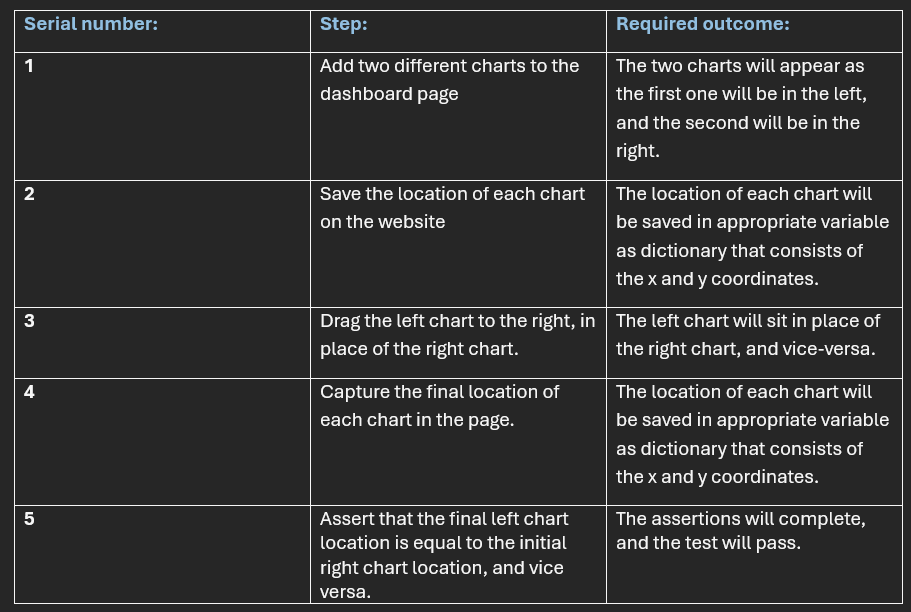 Serial number:
Step:
Required outcome:
1
Add two different charts to the
dashboard page
The two charts will appear as
the first one will be in the left,
and the second will be in the
right.
2
Save the location of each chart
on the website
The location of each chart will
be saved in appropriate variable
as dictionary that consists of
the x and y coordinates.
3
Drag the left chart to the right, in
place of the right chart.
The left chart will sit in place of
the right chart, and vice-versa.
4
Capture the final location of
each chart in the page.
The location of each chart will
be saved in appropriate variable
as dictionary that consists of
the x and y coordinates.
5
Assert that the final left chart
location is equal to the initial
right chart location, and vice
versa.
The assertions will complete,
and the test will pass.